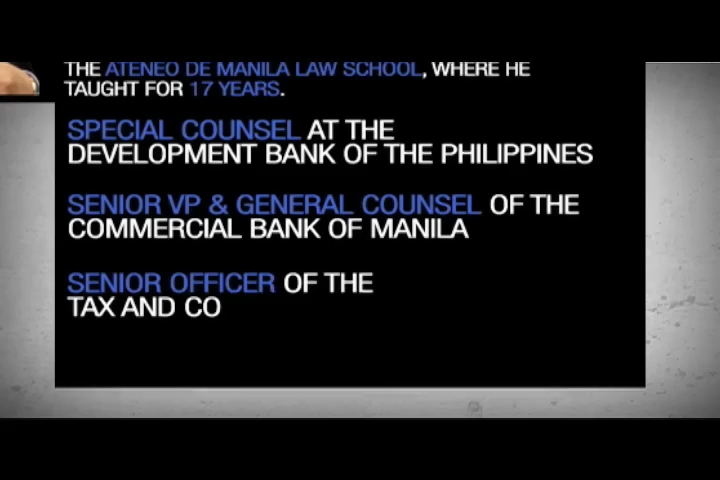 THE ATENEO DE MANILA LAW SCHOOL, WHERE HE
TAUGHT FOR 17 YEARS.
SPECIAL COUNSEL AT THE
DEVELOPMENT BANK OF THE PHILIPPINES
SENIOR VP & GENERAL COUNSEL OF THE
COMMERCIAL BANK OF MANILA
SENIOR OFFICER OF THE
TAX AND CO